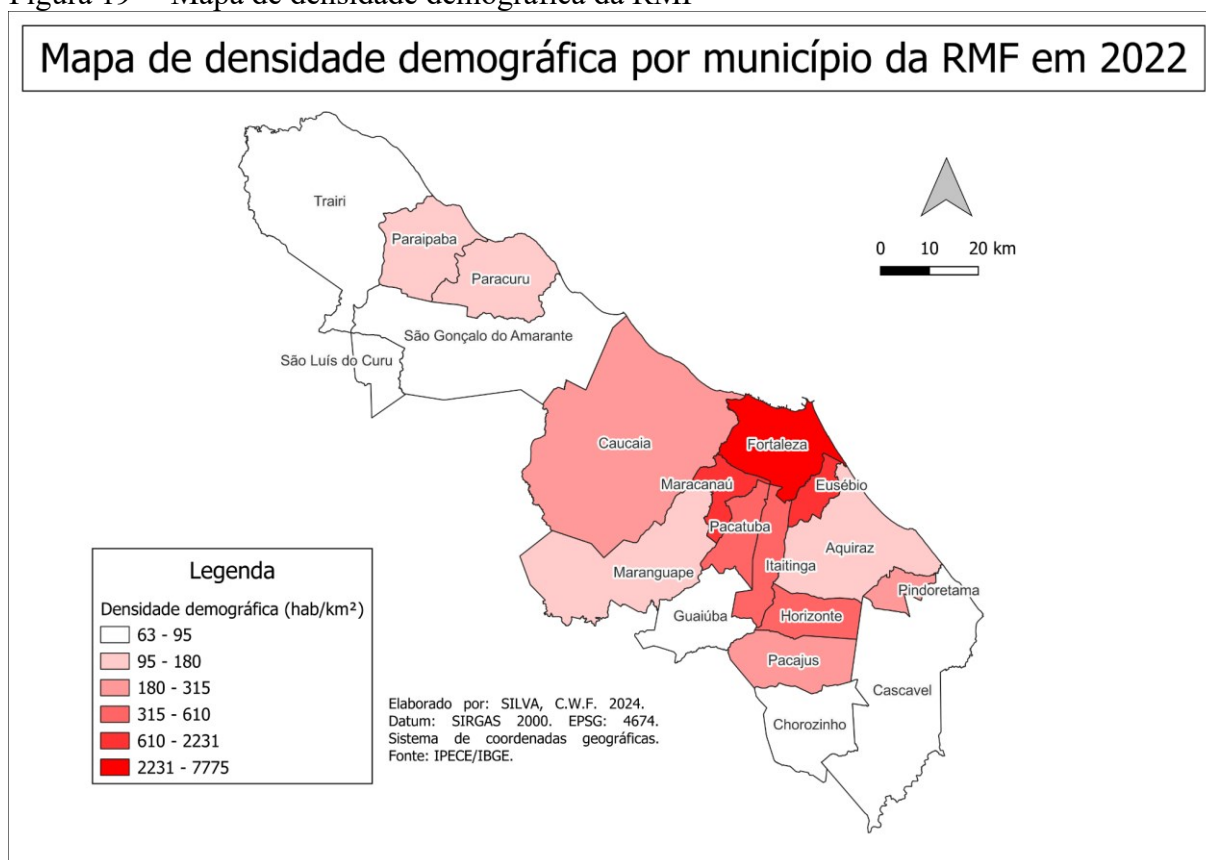 Figura 19 – Mapa de densidade demográfica da RMF
Mapa de densidade demográfica por município da RMF em 2022
Trairi
Paraipaba
Paracuru
0 10 20 km
São Gonçalo do Amarante
São Luís do Curu
Caucaia
Fortaleza
Maracanaú
Eusébio
Pacatuba
Aquiraz
Itaitinga
Maranguape
Pindoretama
Guaiúba
Horizonte
Pacajus
Cascavel
Chorozinho
Legenda
Densidade demográfica (hab/km²)
63 - 95
95 - 180
180 - 315
315 - 610
610 - 2231
2231 - 7775
Elaborado por: SILVA, C.W.F. 2024.
Datum: SIRGAS 2000. EPSG: 4674.
Sistema de coordenadas geográficas.
Fonte: IPECE/IBGE.